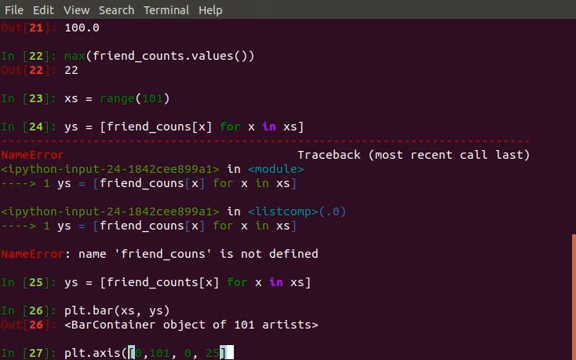 File Edit View Search Terminal Help
Out[21]: 100.0
In [22]: max(friend_counts.values())
Out[22]: 22
In [23]: xs = range(101)
In [24]: ys = [friend_couns[x] for x in xs]
NameError Traceback (most recent call last)
<ipython-input-24-1842cee899a1> in <module>
----> 1 ys = [friend_couns[x] for x in xs]
<ipython-input-24-1842cee899a1> in <listcomp>(.0)
----> 1 ys = [friend_couns[x] for x in xs]
NameError: name 'friend_couns' is not defined
In [25]: ys = [friend_counts[x] for x in xs]
In [26]: plt.bar(xs, ys)
Out[26]: <BarContainer object of 101 artists>
In [27]: plt.axis([0,101, 0, 25]